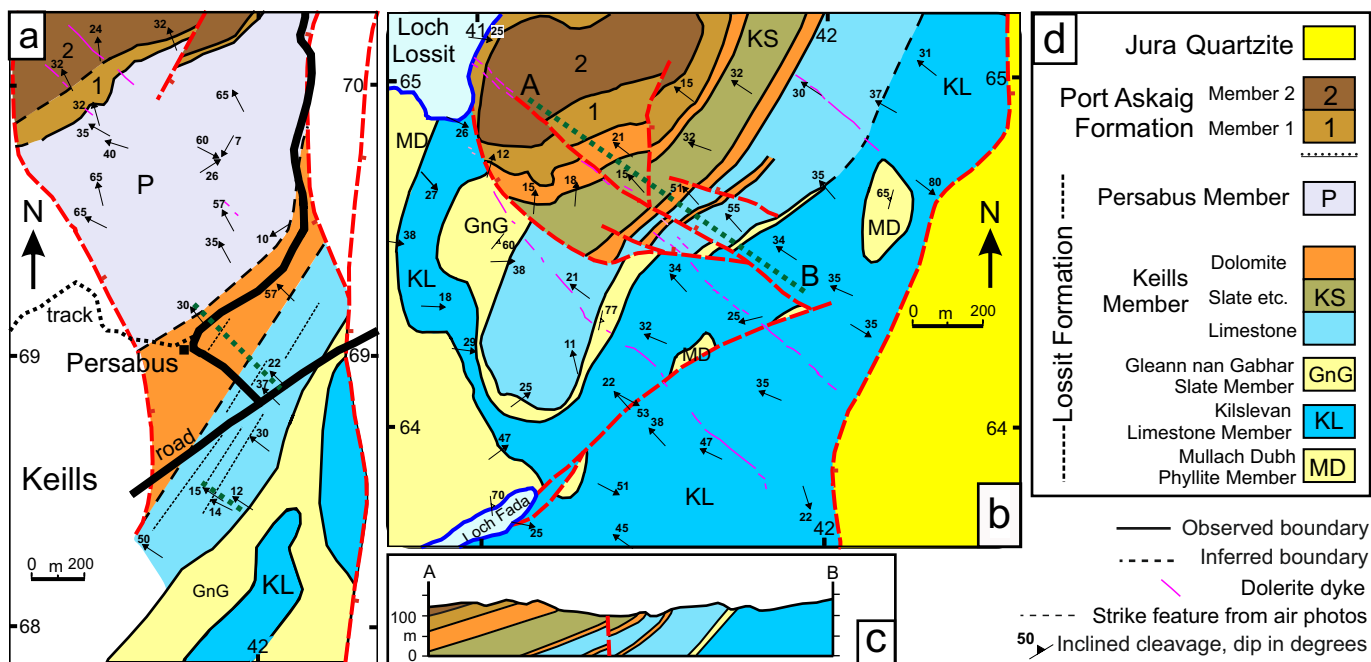 a
2
24
32
32
1
32
35
40
65
60
7
26
P
65
65
57
35
10
N
70
30
57
track
69
69
Persabus
22
37
road
30
Keills
15
14
12
50
0 m 200
GnG
KL
68
42
b
Loch
Lossit
41
25
42
KS
31
KL
65
65
2
A
1
15
32
30
37
MD
26
21
32
12
27
15
18
15
51
35
80
GnG
65
MD
N
60
55
38
38
34
KL
21
34
B
35
18
77
25
0 m 200
35
32
29
11
MD
25
22
35
64
64
53
38
47
47
KL
51
70
22
Loch Fada
25
45
42
A
B
100
m
0
c
d
Jura Quartzite
Port Askaig
Formation
Member 2
2
Member 1
1
Persabus
Member
P
Lossit Formation
Keills
Member
Dolomite
Slate etc.
KS
Limestone
Gleann nan Gabhar
Slate Member
GnG
Kilslevan
Limestone Member
KL
Mullach Dubh
Phyllite Member
MD
Observed boundary
Inferred boundary
Dolerite dyke
Strike feature from air photos
50 Inclined cleavage, dip in degrees